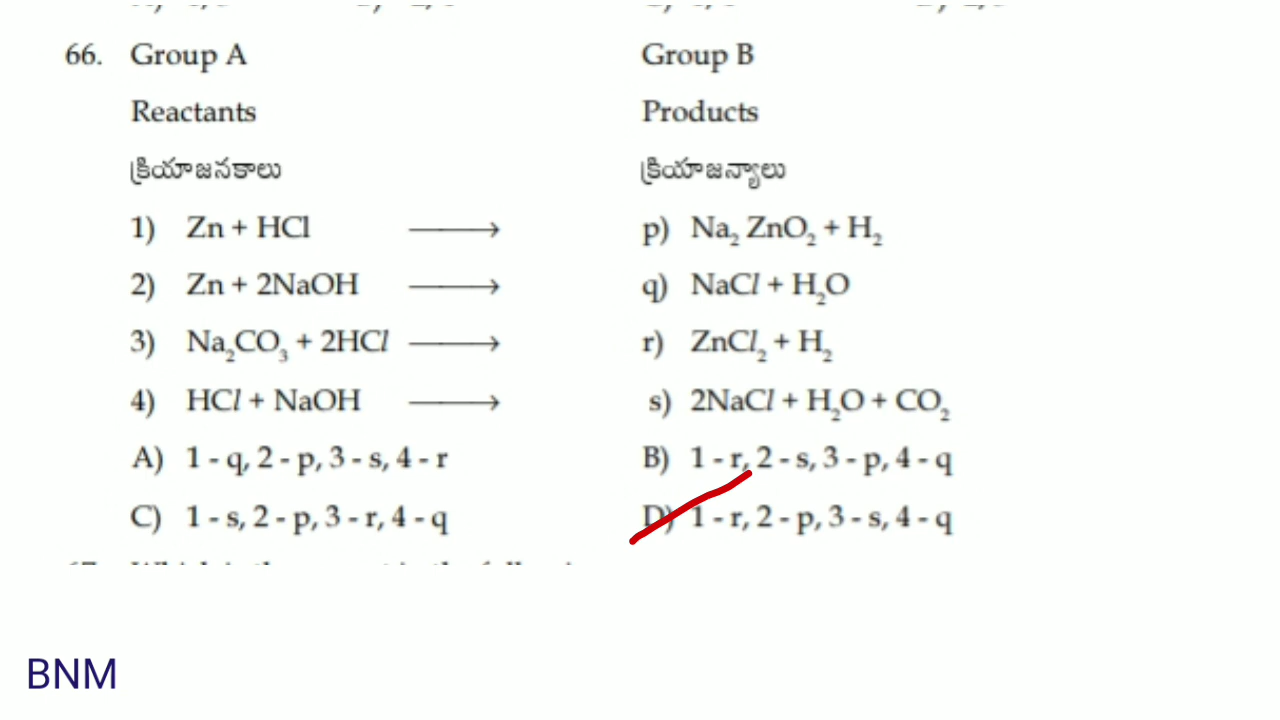 66. Group A Group B
Reactants Products
క్రియాజనకాలు క్రియాజన్యాలు
1) Zn + HCl ⟶ p) Na₂ ZnO₂ + H₂
2) Zn + 2NaOH ⟶ q) NaCl + H₂O
3) Na₂CO₃ + 2HCl ⟶ r) ZnCl₂ + H₂
4) HCl + NaOH ⟶ s) 2NaCl + H₂O + CO₂
A) 1 - q, 2 - p, 3 - s, 4 - r B) 1 - r, 2 - s, 3 - p, 4 - q
C) 1 - s, 2 - p, 3 - r, 4 - q D) 1 - r, 2 - p, 3 - s, 4 - q
BNM